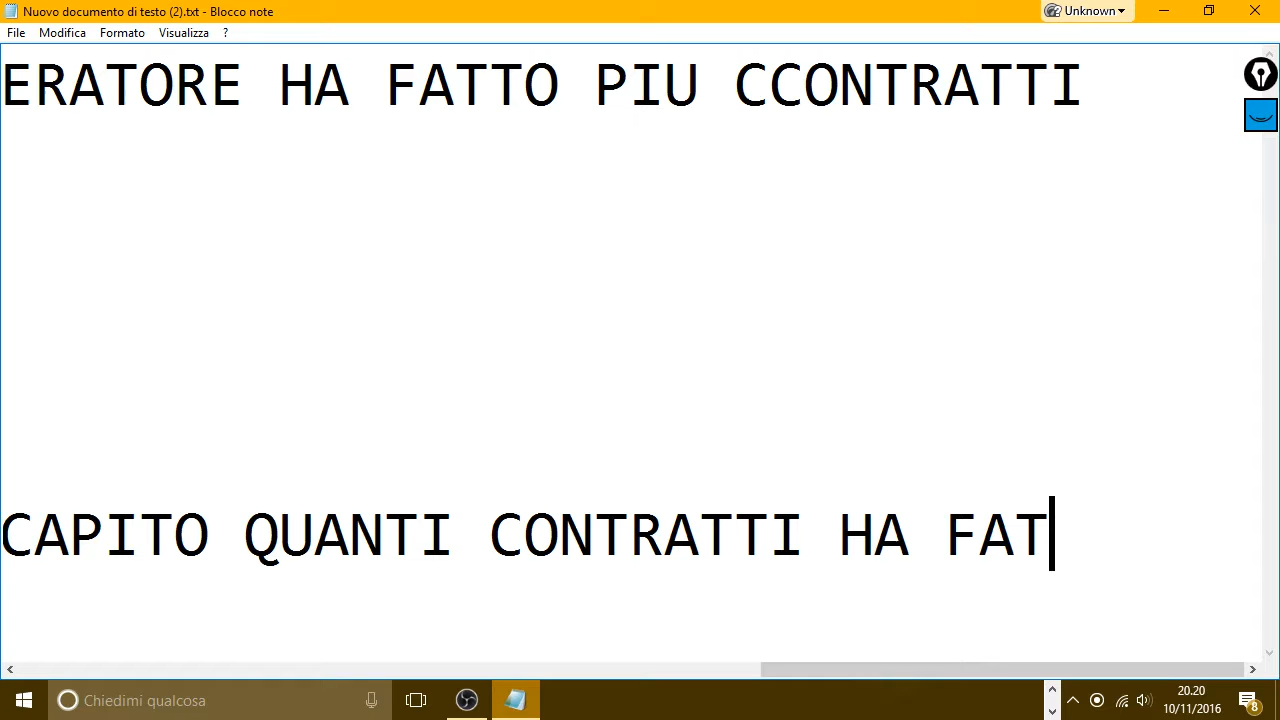 Nuovo documento di testo (2).txt - Blocco note
Unknown
File Modifica Formato Visualizza ?
ERATORE HA FATTO PIU CCONTRATTI
CAPITO QUANTI CONTRATTI HA FAT
Chiedimi qualcosa
20.20
10/11/2016
8